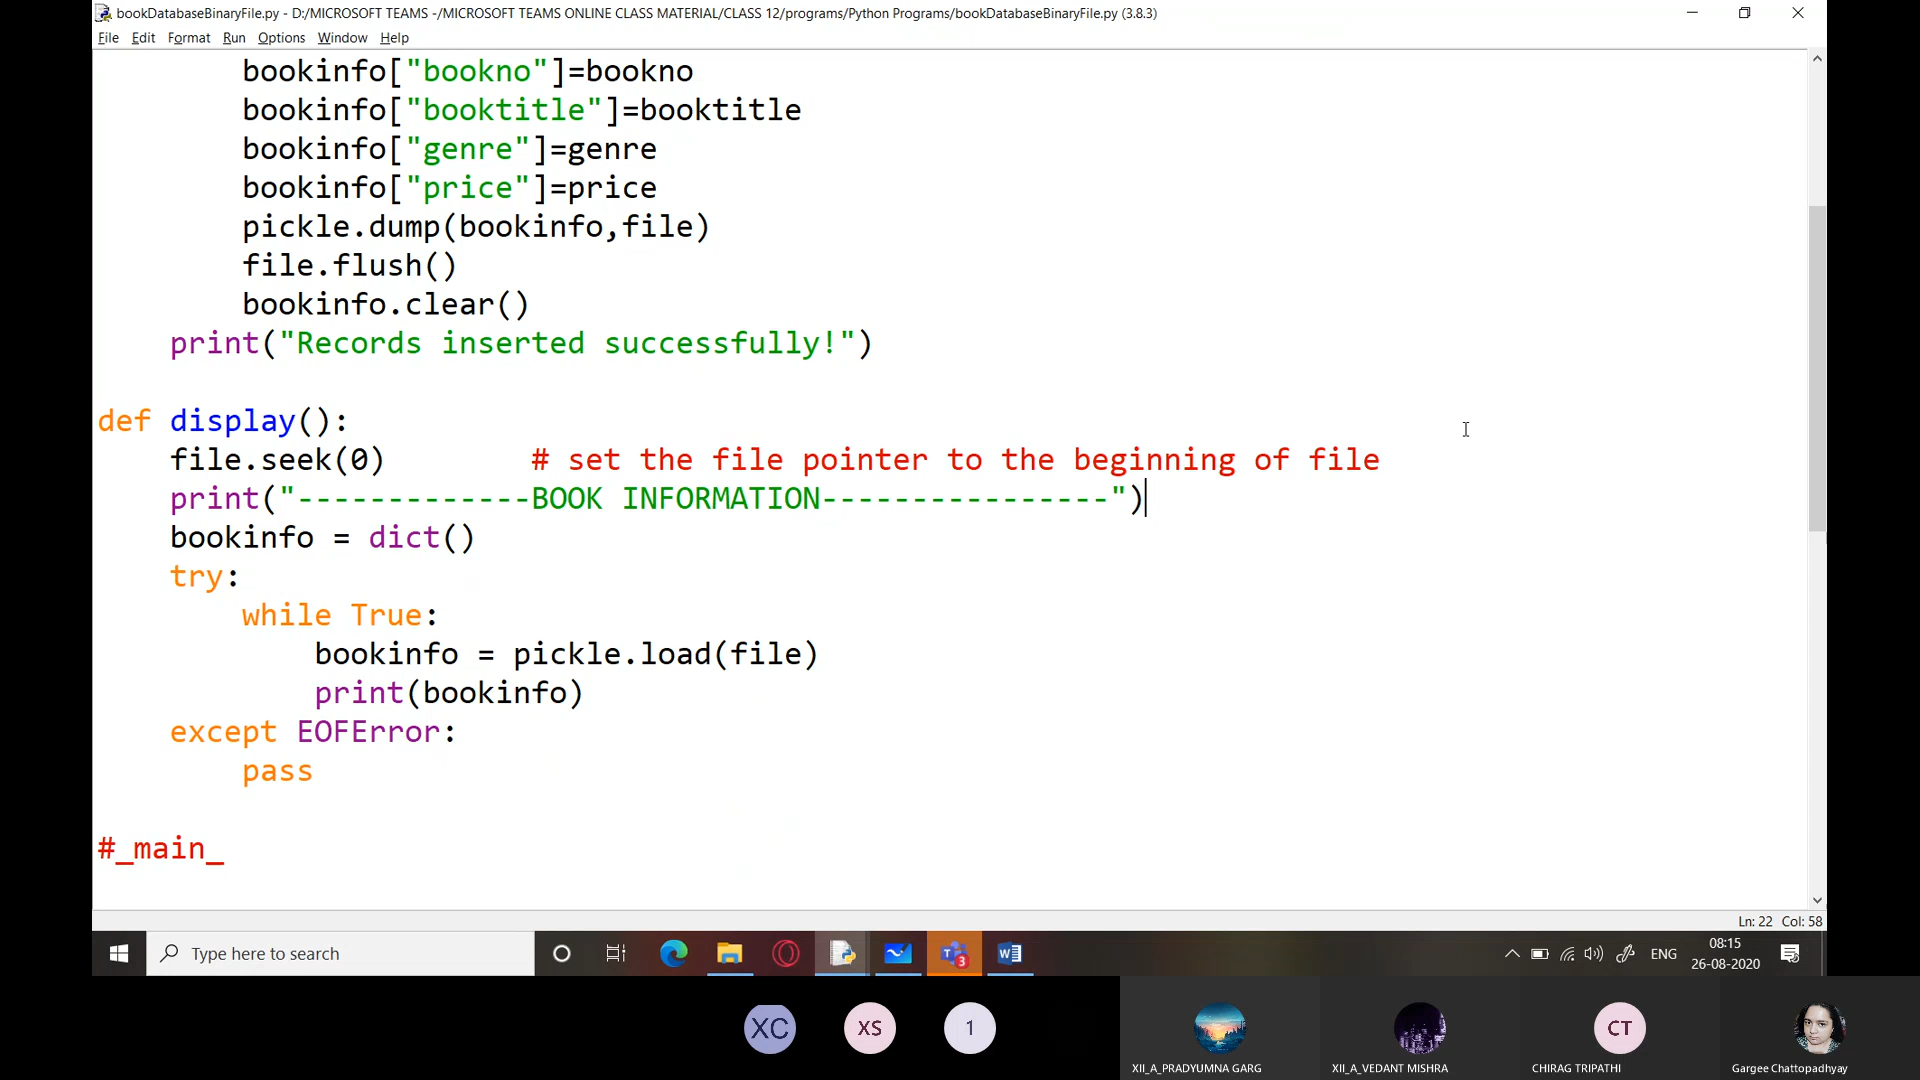 bookDatabaseBinaryFile.py - D:/MICROSOFT TEAMS -/MICROSOFT TEAMS ONLINE CLASS MATERIAL/CLASS 12/programs/Python Programs/bookDatabaseBinaryFile.py (3.8.3)
File Edit Format Run Options Window Help
bookinfo["bookno"]=bookno
bookinfo["booktitle"]=booktitle
bookinfo["genre"]=genre
bookinfo["price"]=price
pickle.dump(bookinfo,file)
file.flush()
bookinfo.clear()
print("Records inserted successfully!")
def display():
file.seek(0) # set the file pointer to the beginning of file
print("-------------BOOK INFORMATION----------------")
bookinfo = dict()
try:
while True:
bookinfo = pickle.load(file)
print(bookinfo)
except EOFError:
pass
#_main_
Ln: 22 Col: 58
Type here to search
3
W
ENG
08:15
26-08-2020
XC
XS
1
CT
XII_A_PRADYUMNA GARG
XII_A_VEDANT MISHRA
CHIRAG TRIPATHI
Gargee Chattopadhyay